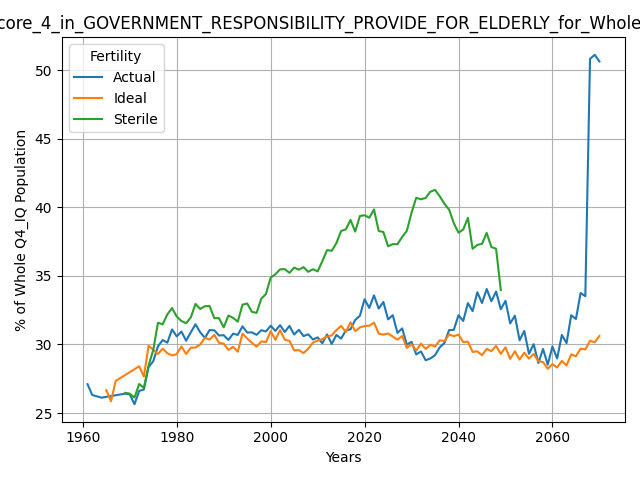 core_4_in_GOVERNMENT_RESPONSIBILITY_PROVIDE_FOR_ELDERLY_for_Whole
Fertility
Actual
Ideal
Sterile
% of Whole Q4_IQ Population
50
45
40
35
30
25
1960
1980
2000
2020
2040
2060
Years